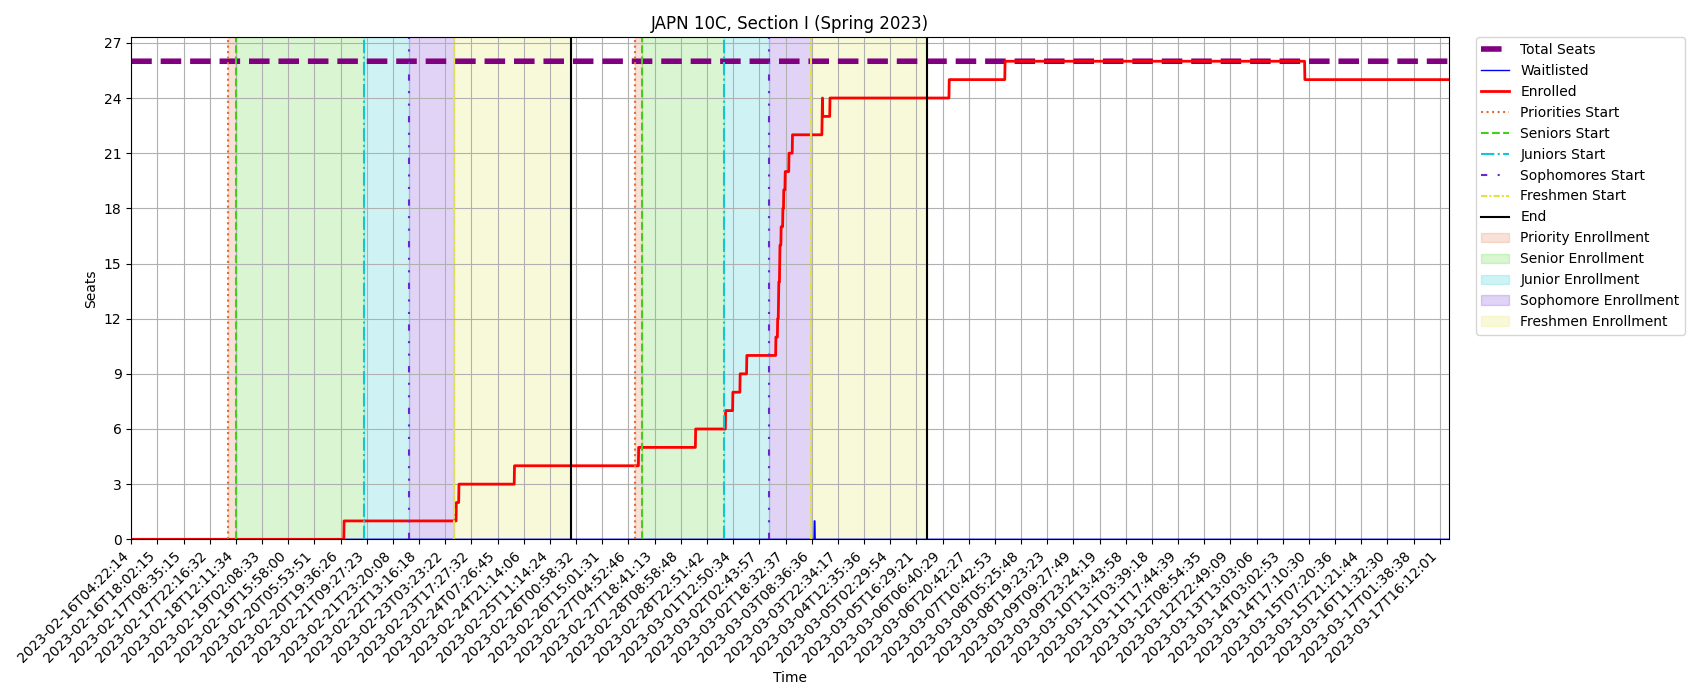 JAPN 10C, Section I (Spring 2023)
27
24
21
18
15
12
9
6
3
0
Seats
2023-02-16T04:22:14
2023-02-16T18:02:15
2023-02-17T08:35:15
2023-02-17T22:16:32
2023-02-18T12:11:34
2023-02-19T02:08:33
2023-02-19T15:58:00
2023-02-20T05:53:51
2023-02-20T19:36:26
2023-02-21T09:27:23
2023-02-21T23:20:08
2023-02-22T13:16:18
2023-02-23T03:23:22
2023-02-23T17:27:32
2023-02-24T07:26:45
2023-02-24T21:14:06
2023-02-25T11:14:24
2023-02-26T00:58:32
2023-02-26T15:01:31
2023-02-27T04:52:46
2023-02-27T18:41:13
2023-02-28T08:58:48
2023-02-28T22:51:42
2023-03-01T12:50:34
2023-03-02T02:43:57
2023-03-02T18:32:37
2023-03-03T08:36:36
2023-03-03T22:34:17
2023-03-04T12:35:36
2023-03-05T02:29:54
2023-03-05T16:29:21
2023-03-06T06:40:29
2023-03-06T20:42:27
2023-03-07T10:42:53
2023-03-08T05:25:48
2023-03-08T19:23:23
2023-03-09T09:27:49
2023-03-09T23:24:19
2023-03-10T13:43:58
2023-03-11T03:39:18
2023-03-11T17:44:39
2023-03-12T08:54:35
2023-03-12T22:49:09
2023-03-13T13:03:06
2023-03-14T03:02:53
2023-03-14T17:10:30
2023-03-15T07:20:36
2023-03-15T21:21:44
2023-03-16T11:32:30
2023-03-17T01:38:38
2023-03-17T16:12:01
Time
Total Seats
Waitlisted
Enrolled
Priorities Start
Seniors Start
Juniors Start
Sophomores Start
Freshmen Start
End
Priority Enrollment
Senior Enrollment
Junior Enrollment
Sophomore Enrollment
Freshmen Enrollment